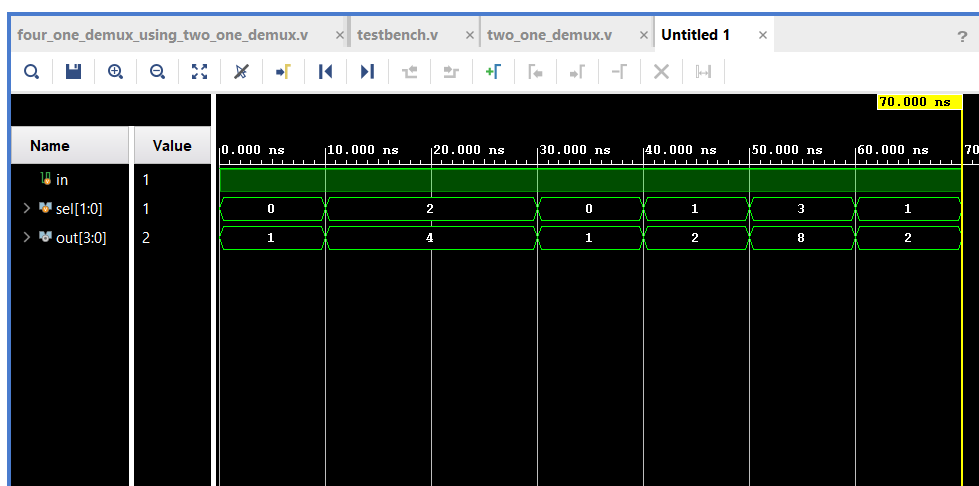 four_one_demux_using_two_one_demux.v × testbench.v × two_one_demux.v × Untitled 1 × ?
70.000 ns
Name Value
0.000 ns 10.000 ns 20.000 ns 30.000 ns 40.000 ns 50.000 ns 60.000 ns 70
in 1
sel[1:0] 1 0 2 0 1 3 1
out[3:0] 2 1 4 1 2 8 2